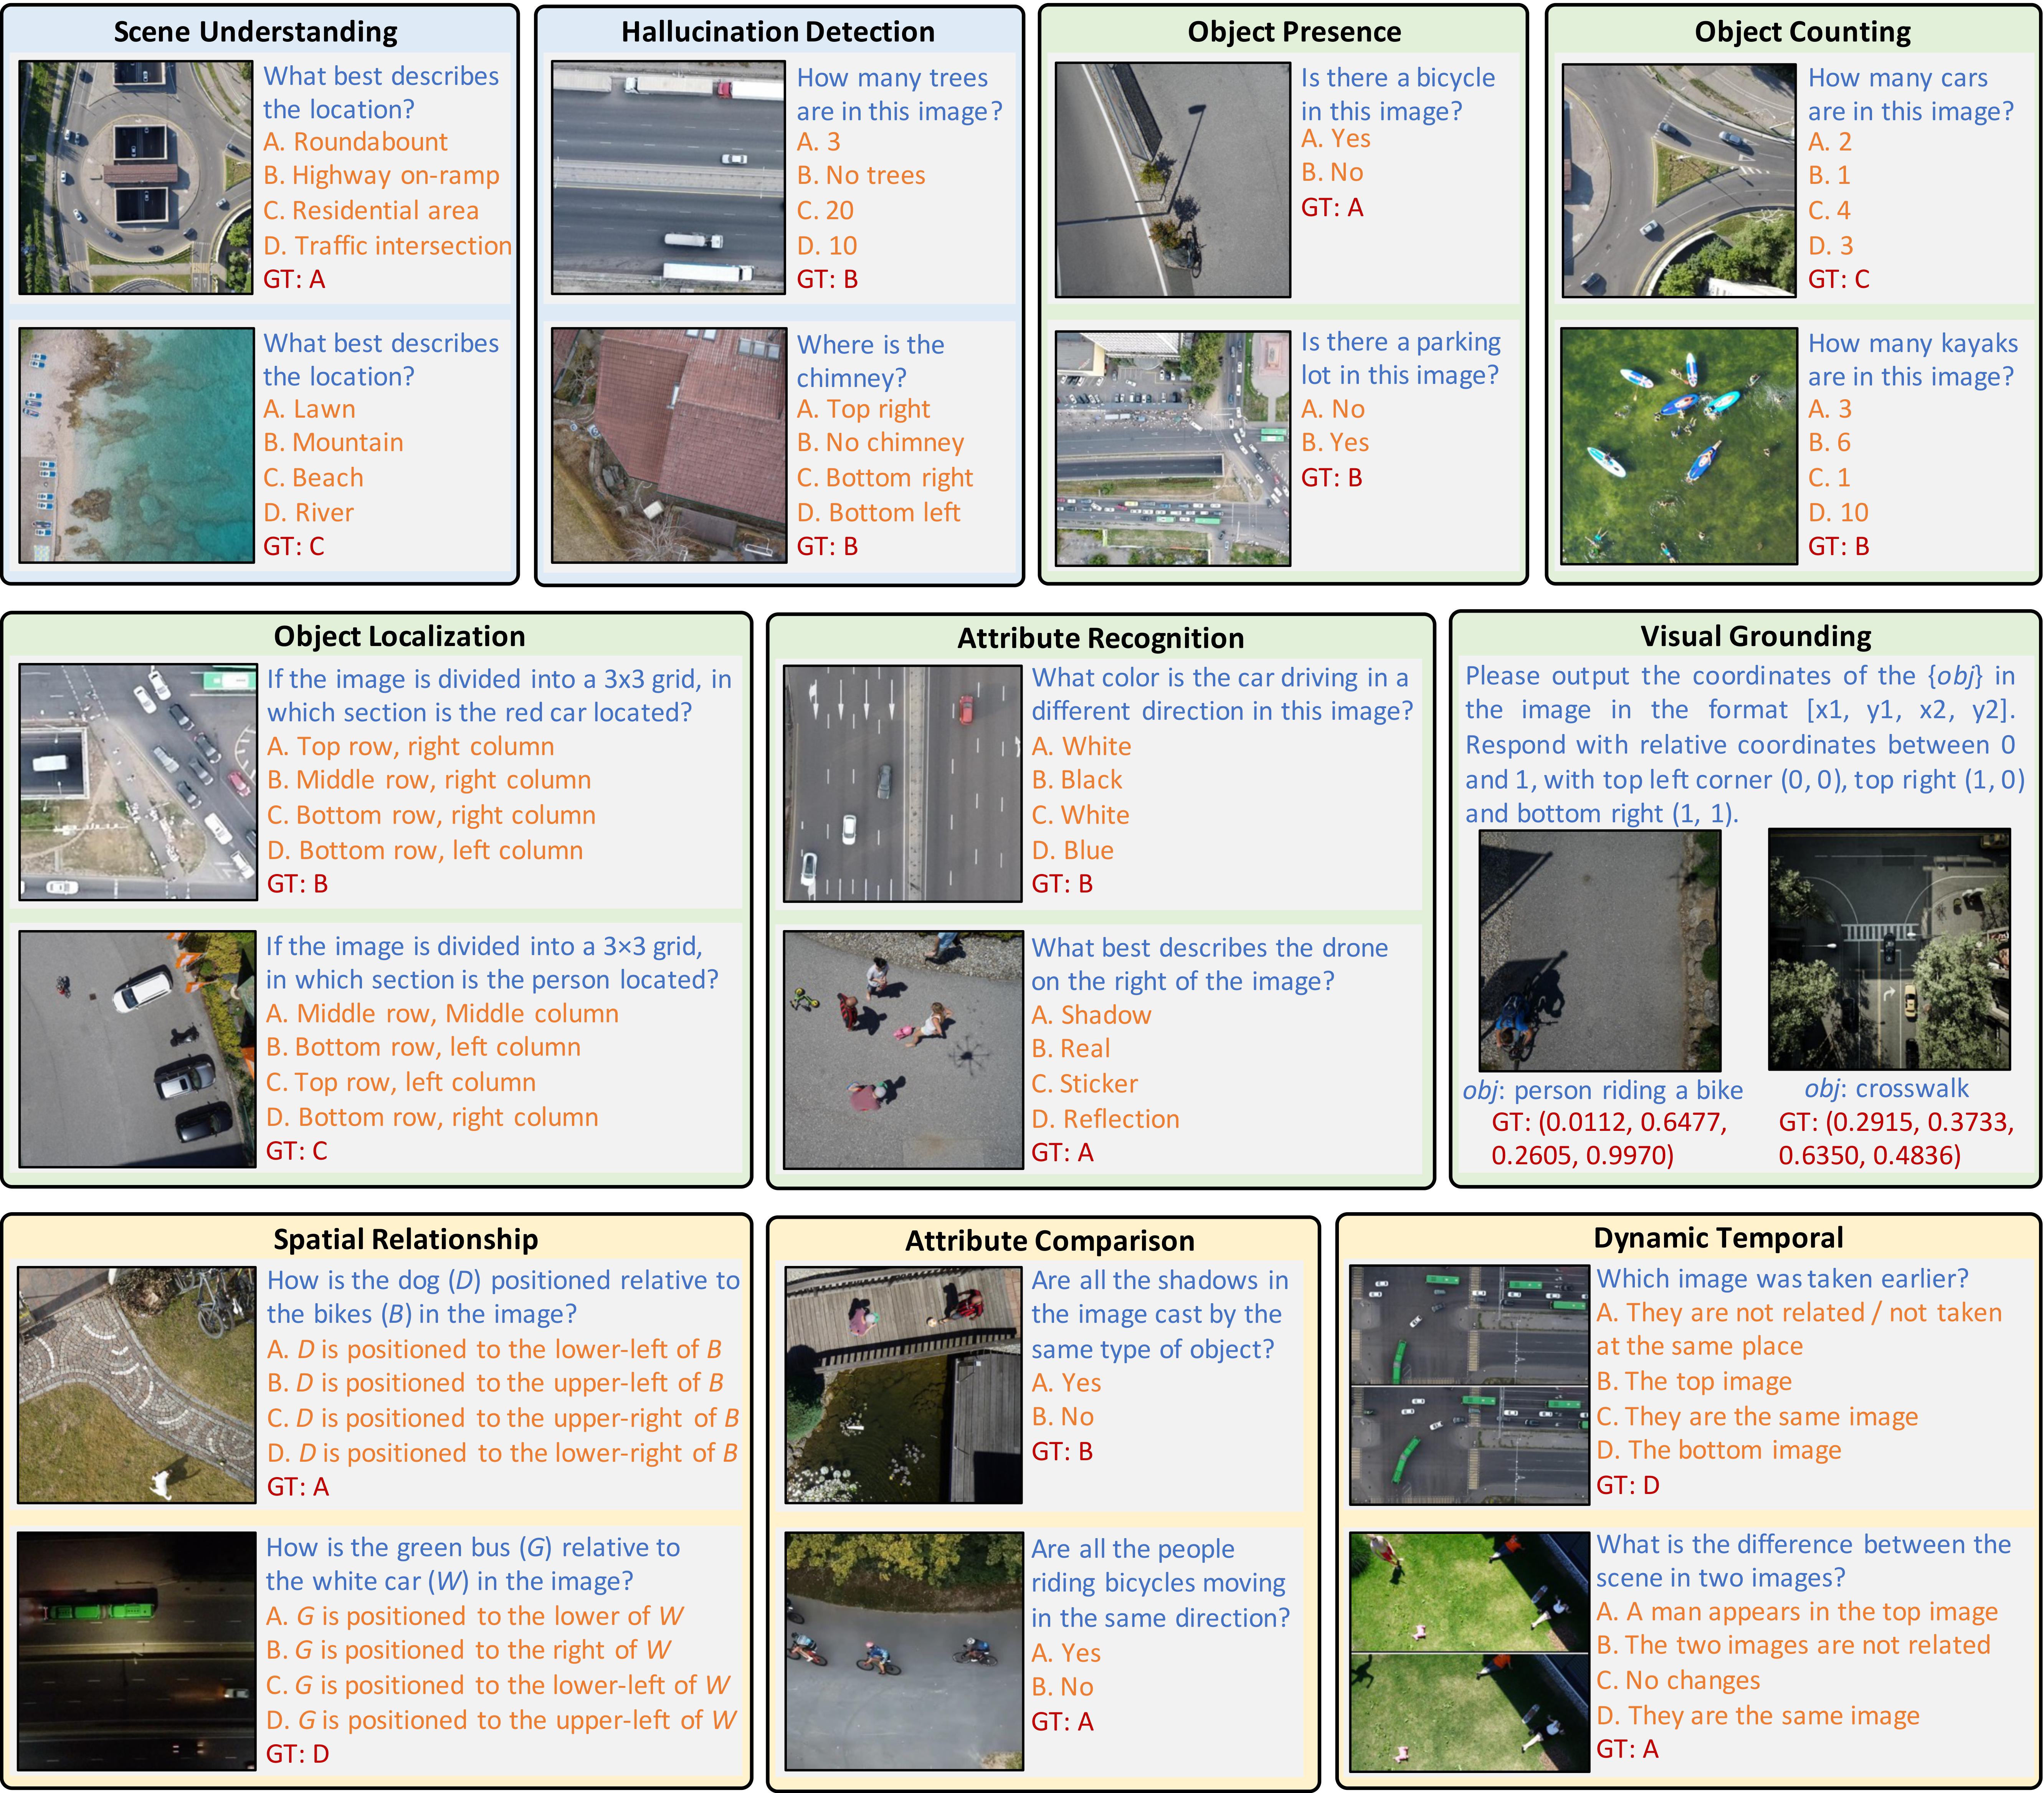 Scene Understanding
What best describes
the location?
A. Roundabount
B. Highway on-ramp
C. Residential area
D. Traffic intersection
GT: A
What best describes
the location?
A. Lawn
B. Mountain
C. Beach
D. River
GT: C
Hallucination Detection
How many trees
are in this image?
A. 3
B. No trees
C. 20
D. 10
GT: B
Where is the
chimney?
A. Top right
B. No chimney
C. Bottom right
D. Bottom left
GT: B
Object Presence
Is there a bicycle
in this image?
A. Yes
B. No
GT: A
Is there a parking
lot in this image?
A. No
B. Yes
GT: B
Object Counting
How many cars
are in this image?
A. 2
B. 1
C. 4
D. 3
GT: C
How many kayaks
are in this image?
A. 3
B. 6
C. 1
D. 10
GT: B
Object Localization
If the image is divided into a 3x3 grid, in
which section is the red car located?
A. Top row, right column
B. Middle row, right column
C. Bottom row, right column
D. Bottom row, left column
GT: B
If the image is divided into a 3×3 grid,
in which section is the person located?
A. Middle row, Middle column
B. Bottom row, left column
C. Top row, left column
D. Bottom row, right column
GT: C
Attribute Recognition
What color is the car driving in a
different direction in this image?
A. White
B. Black
C. White
D. Blue
GT: B
What best describes the drone
on the right of the image?
A. Shadow
B. Real
C. Sticker
D. Reflection
GT: A
Visual Grounding
Please output the coordinates of the {obj} in
the image in the format [x1, y1, x2, y2].
Respond with relative coordinates between 0
and 1, with top left corner (0, 0), top right (1, 0)
and bottom right (1, 1).
obj: person riding a bike
GT: (0.0112, 0.6477,
0.2605, 0.9970)
obj: crosswalk
GT: (0.2915, 0.3733,
0.6350, 0.4836)
Spatial Relationship
How is the dog (D) positioned relative to
the bikes (B) in the image?
A. D is positioned to the lower-left of B
B. D is positioned to the upper-left of B
C. D is positioned to the upper-right of B
D. D is positioned to the lower-right of B
GT: A
How is the green bus (G) relative to
the white car (W) in the image?
A. G is positioned to the lower of W
B. G is positioned to the right of W
C. G is positioned to the lower-left of W
D. G is positioned to the upper-left of W
GT: D
Attribute Comparison
Are all the shadows in
the image cast by the
same type of object?
A. Yes
B. No
GT: B
Are all the people
riding bicycles moving
in the same direction?
A. Yes
B. No
GT: A
Dynamic Temporal
Which image was taken earlier?
A. They are not related / not taken
at the same place
B. The top image
C. They are the same image
D. The bottom image
GT: D
What is the difference between the
scene in two images?
A. A man appears in the top image
B. The two images are not related
C. No changes
D. They are the same image
GT: A